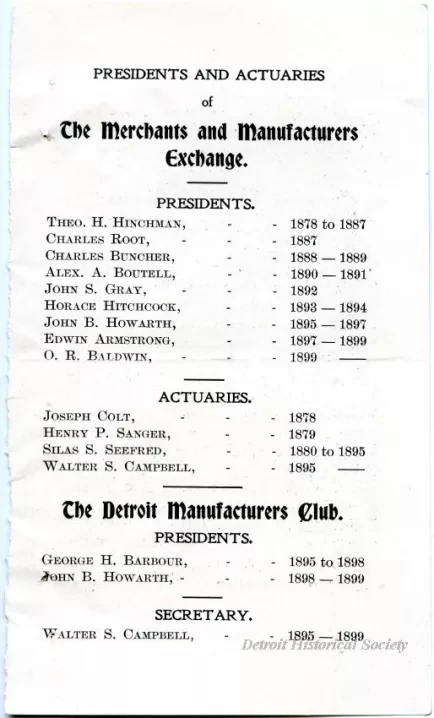 PRESIDENTS AND ACTUARIES
of
The Merchants and Manufacturers
Exchange.
PRESIDENTS.
THEO. H. HINCHMAN, - - 1878 to 1887
CHARLES ROOT, - - - 1887
CHARLES BUNCHER, - - 1888 — 1889
ALEX. A. BOUTELL, - - 1890 — 1891
JOHN S. GRAY, - - - 1892
HORACE HITCHCOCK, - - 1893 — 1894
JOHN B. HOWARTH, - - 1895 — 1897
EDWIN ARMSTRONG, - - 1897 — 1899
O. R. BALDWIN, - - - 1899 —
ACTUARIES.
JOSEPH COLT, - - - 1878
HENRY P. SANGER, - - 1879
SILAS S. SEEFRED, - - 1880 to 1895
WALTER S. CAMPBELL, - - 1895 —
The Detroit Manufacturers Club.
PRESIDENTS.
GEORGE H. BARBOUR, - - 1895 to 1898
JOHN B. HOWARTH, - - - 1898 — 1899
SECRETARY.
WALTER S. CAMPBELL, - - 1895 — 1899
Detroit Historical Society